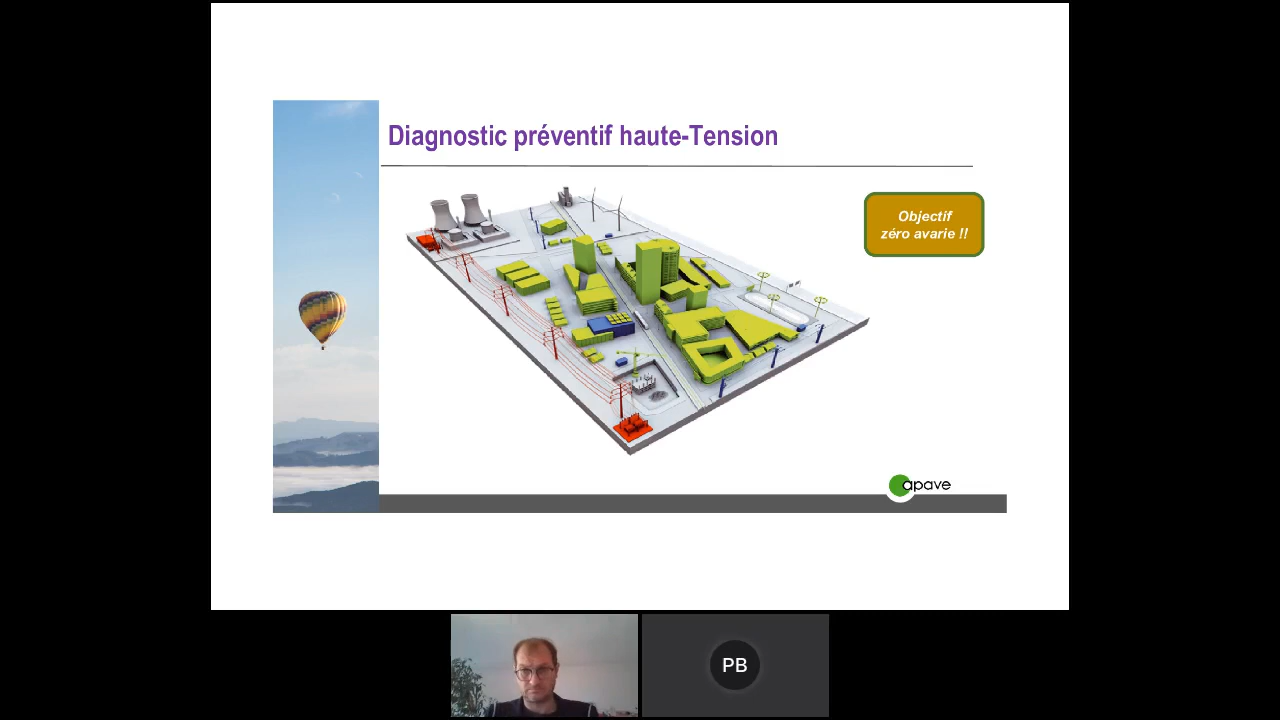 Diagnostic préventif haute-Tension
Objectif
zéro avarie !!
apave
PB